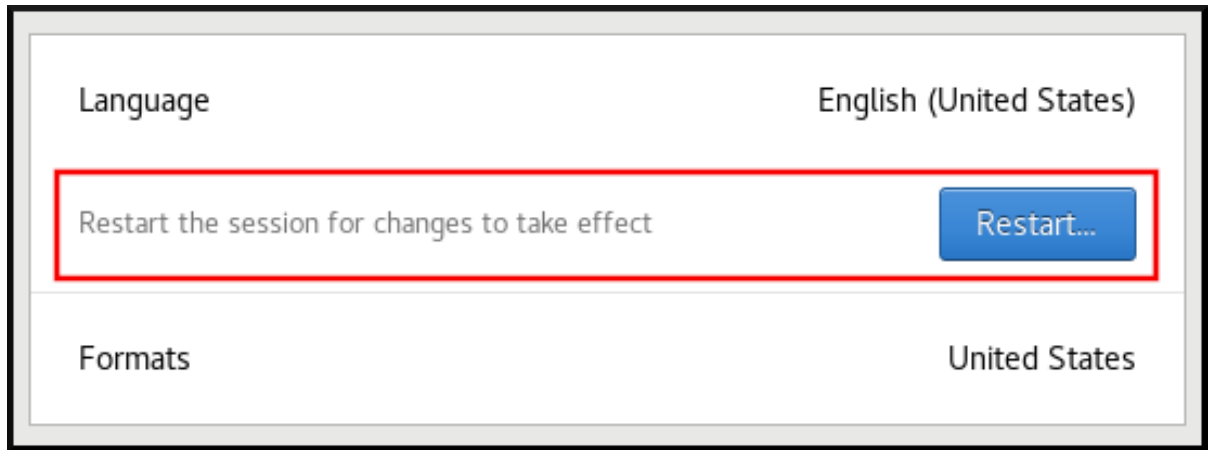 Language English (United States)
Restart the session for changes to take effect Restart...
Formats United States